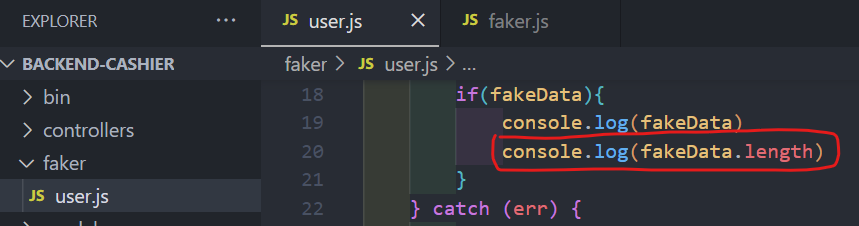 EXPLORER ...
JS user.js
JS faker.js
BACKEND-CASHIER
faker > user.js > ...
bin
controllers
faker
JS user.js
18 if(fakeData){
19 console.log(fakeData)
20 console.log(fakeData.length)
21 }
22 } catch (err) {